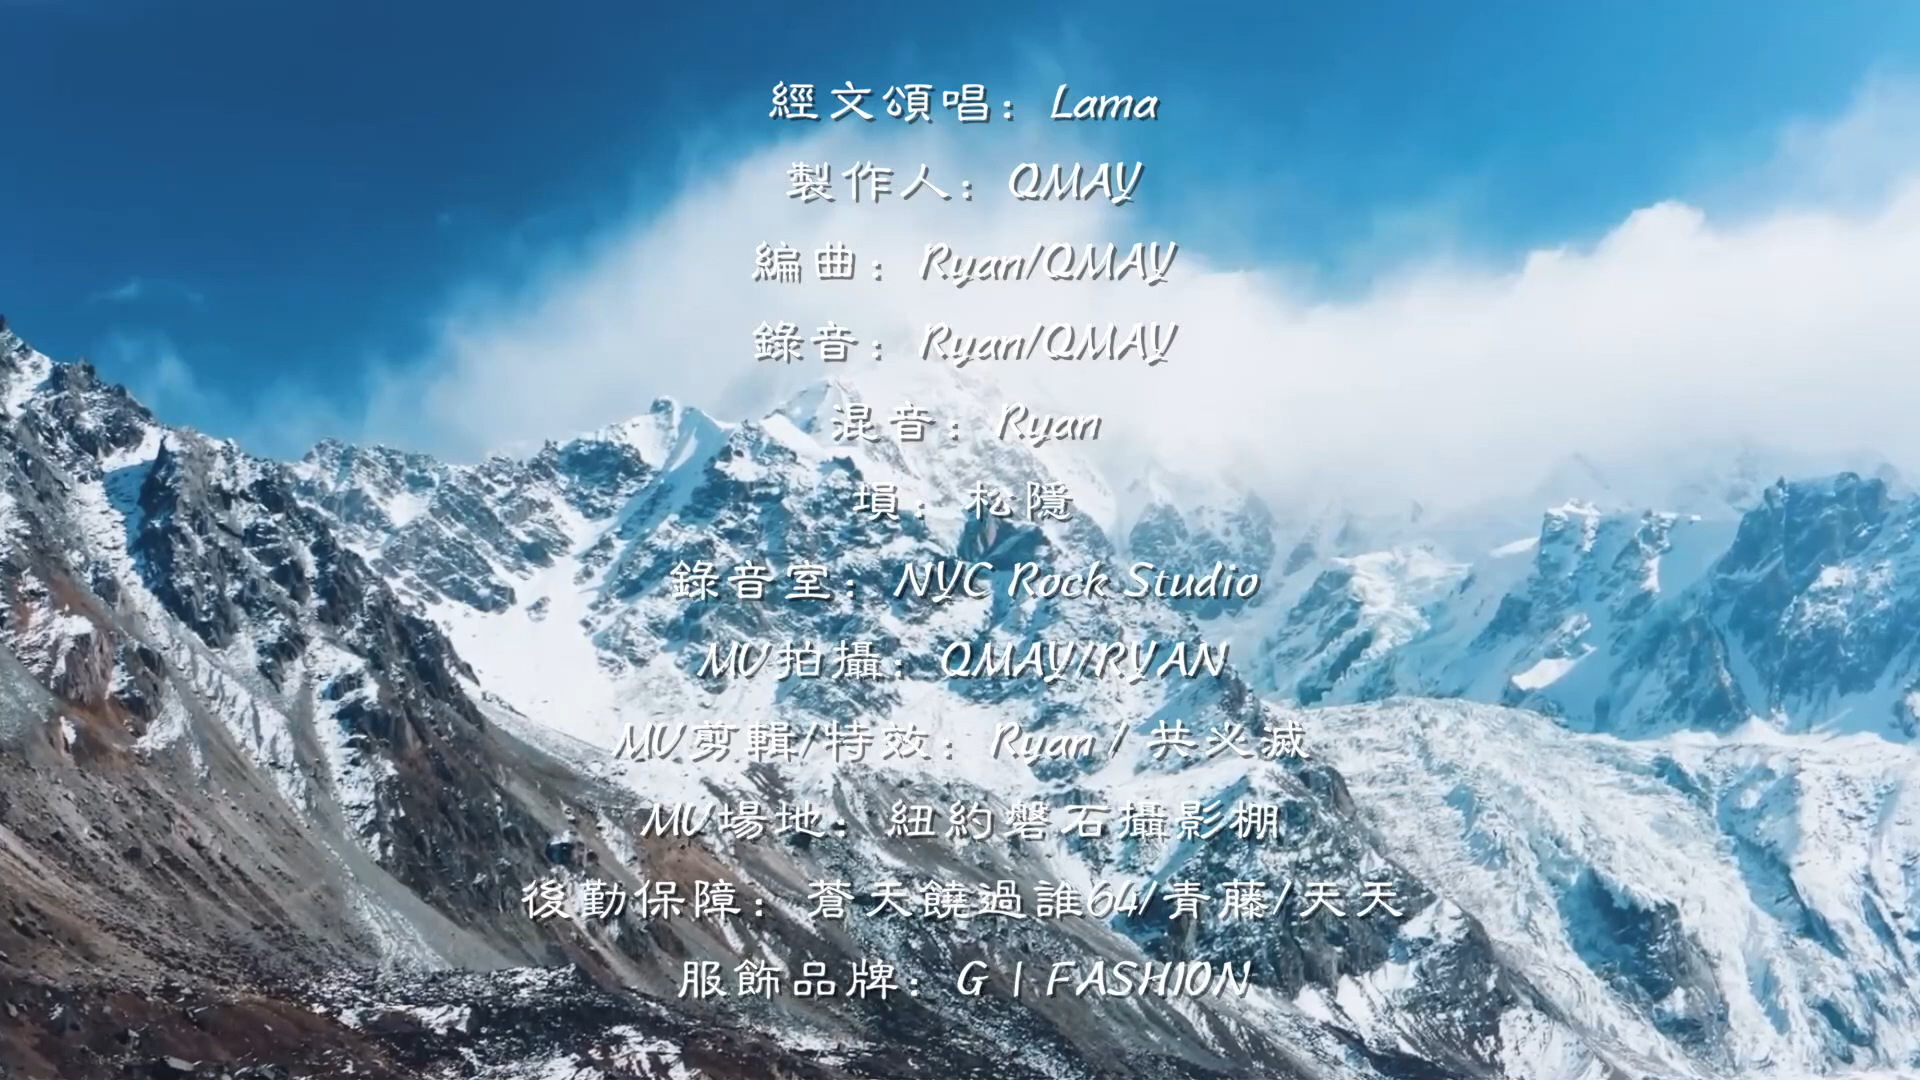 經文頌唱：Lama
製作人：QMAY
編曲：Ryan/QMAY
錄音：Ryan/QMAY
混音：Ryan
塤：松隱
錄音室：NYC Rock Studio
MV拍攝：QMAY/RYAN
MV剪輯/特效：Ryan / 共必滅
MV場地：紐約磐石攝影棚
後勤保障：蒼天饒過誰64/青藤/天天
服飾品牌：G | FASHION